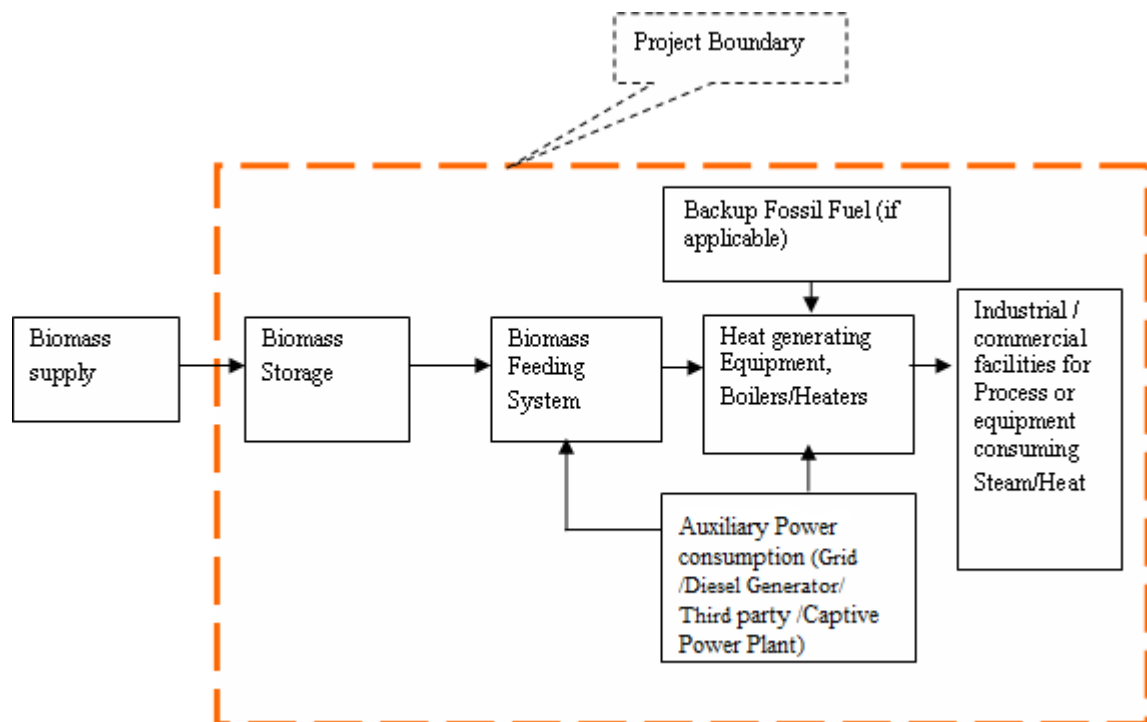 Project Boundary
Backup Fossil Fuel (if
applicable)
Biomass
supply
Biomass
Storage
Biomass
Feeding
System
Heat generating
Equipment,
Boilers/Heaters
Industrial /
commercial
facilities for
Process or
equipment
consuming
Steam/Heat
Auxiliary Power
consumption (Grid
/Diesel Generator/
Third party /Captive
Power Plant)